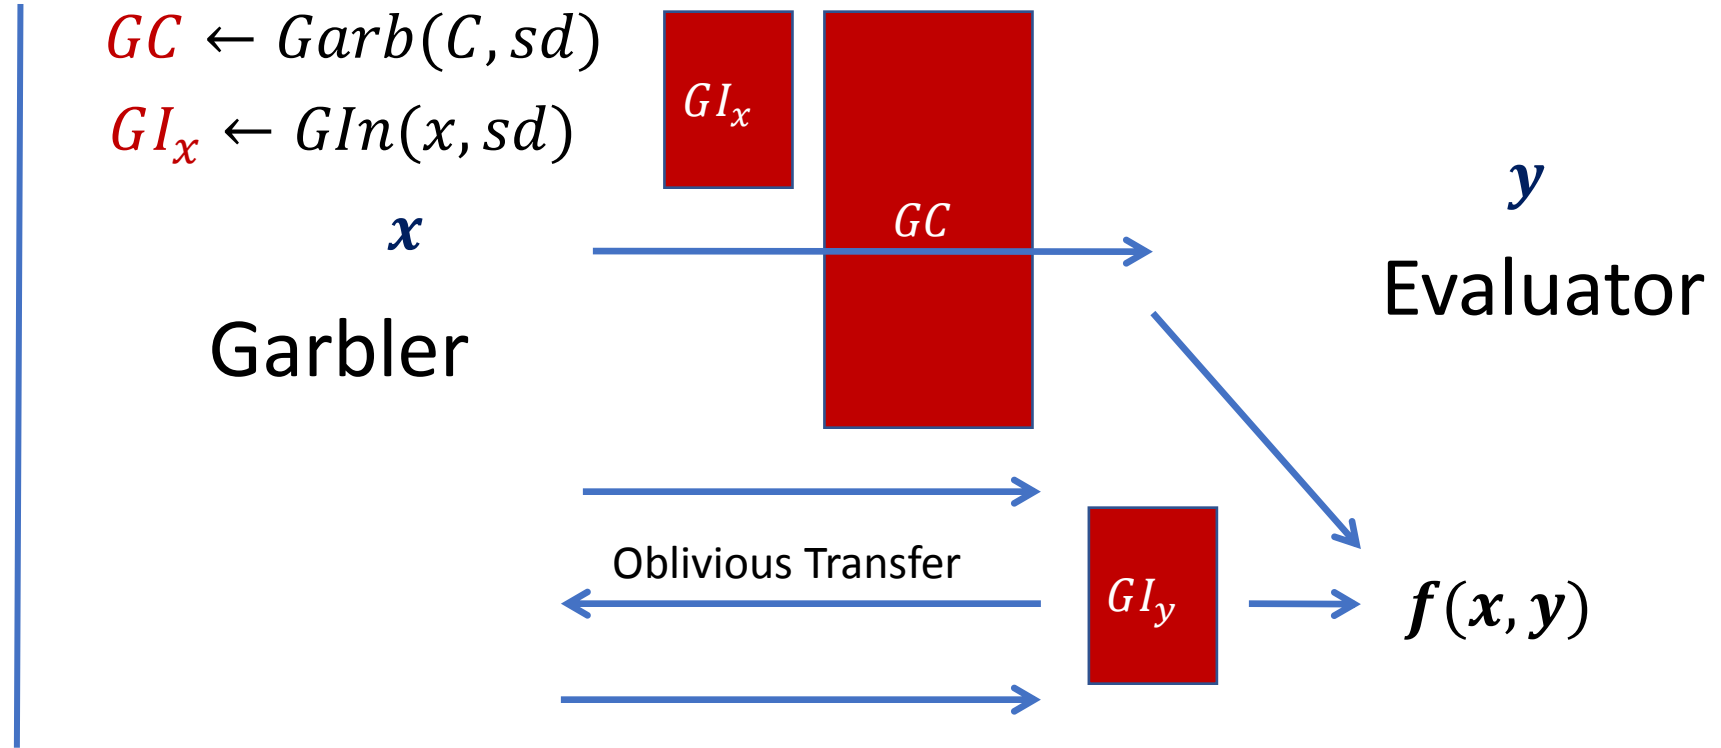 GC ← Garb(C, sd)
GI_x ← GIn(x, sd)
GI_x
GC
x
y
Garbler
Evaluator
Oblivious Transfer
GI_y
f(x, y)